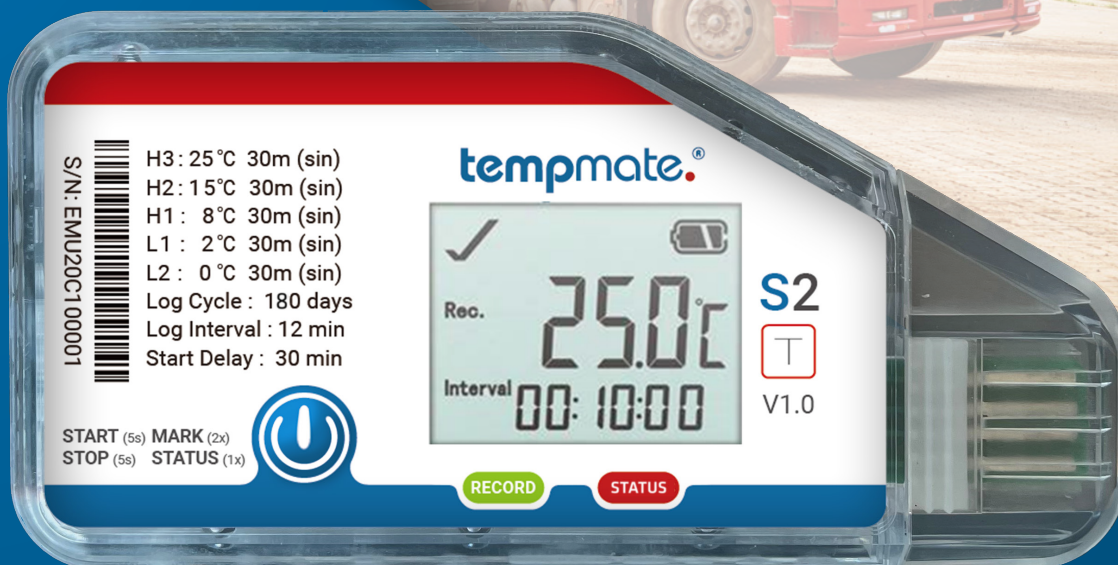 S/N: EMU20C100001
H3: 25°C 30m (sin)
H2: 15°C 30m (sin)
H1: 8°C 30m (sin)
L1: 2°C 30m (sin)
L2: 0°C 30m (sin)
Log Cycle: 180 days
Log Interval: 12 min
Start Delay: 30 min
START (5s) MARK (2x)
STOP (5s) STATUS (1x)
tempmate.®
Rec.
25.0°C
Interval 00:10:00
S2
T
V1.0
RECORD
STATUS